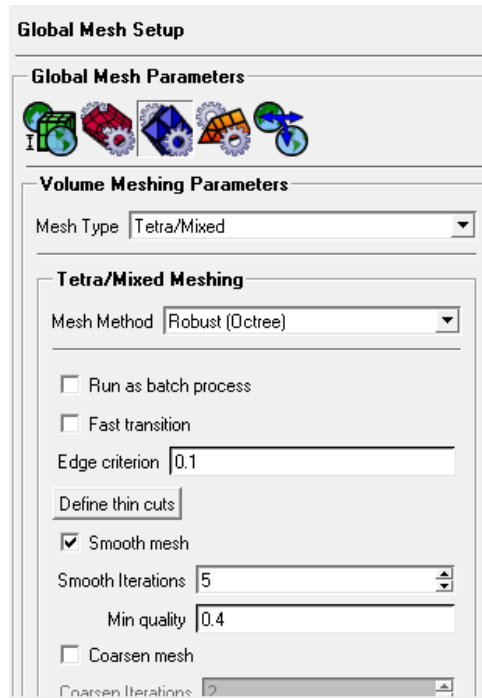 Global Mesh Setup
Global Mesh Parameters
I
Volume Meshing Parameters
Mesh Type Tetra/Mixed
Tetra/Mixed Meshing
Mesh Method Robust (Octree)
Run as batch process
Fast transition
Edge criterion 0.1
Define thin cuts
Smooth mesh
Smooth Iterations 5
Min quality 0.4
Coarsen mesh
Coarsen Iterations 2